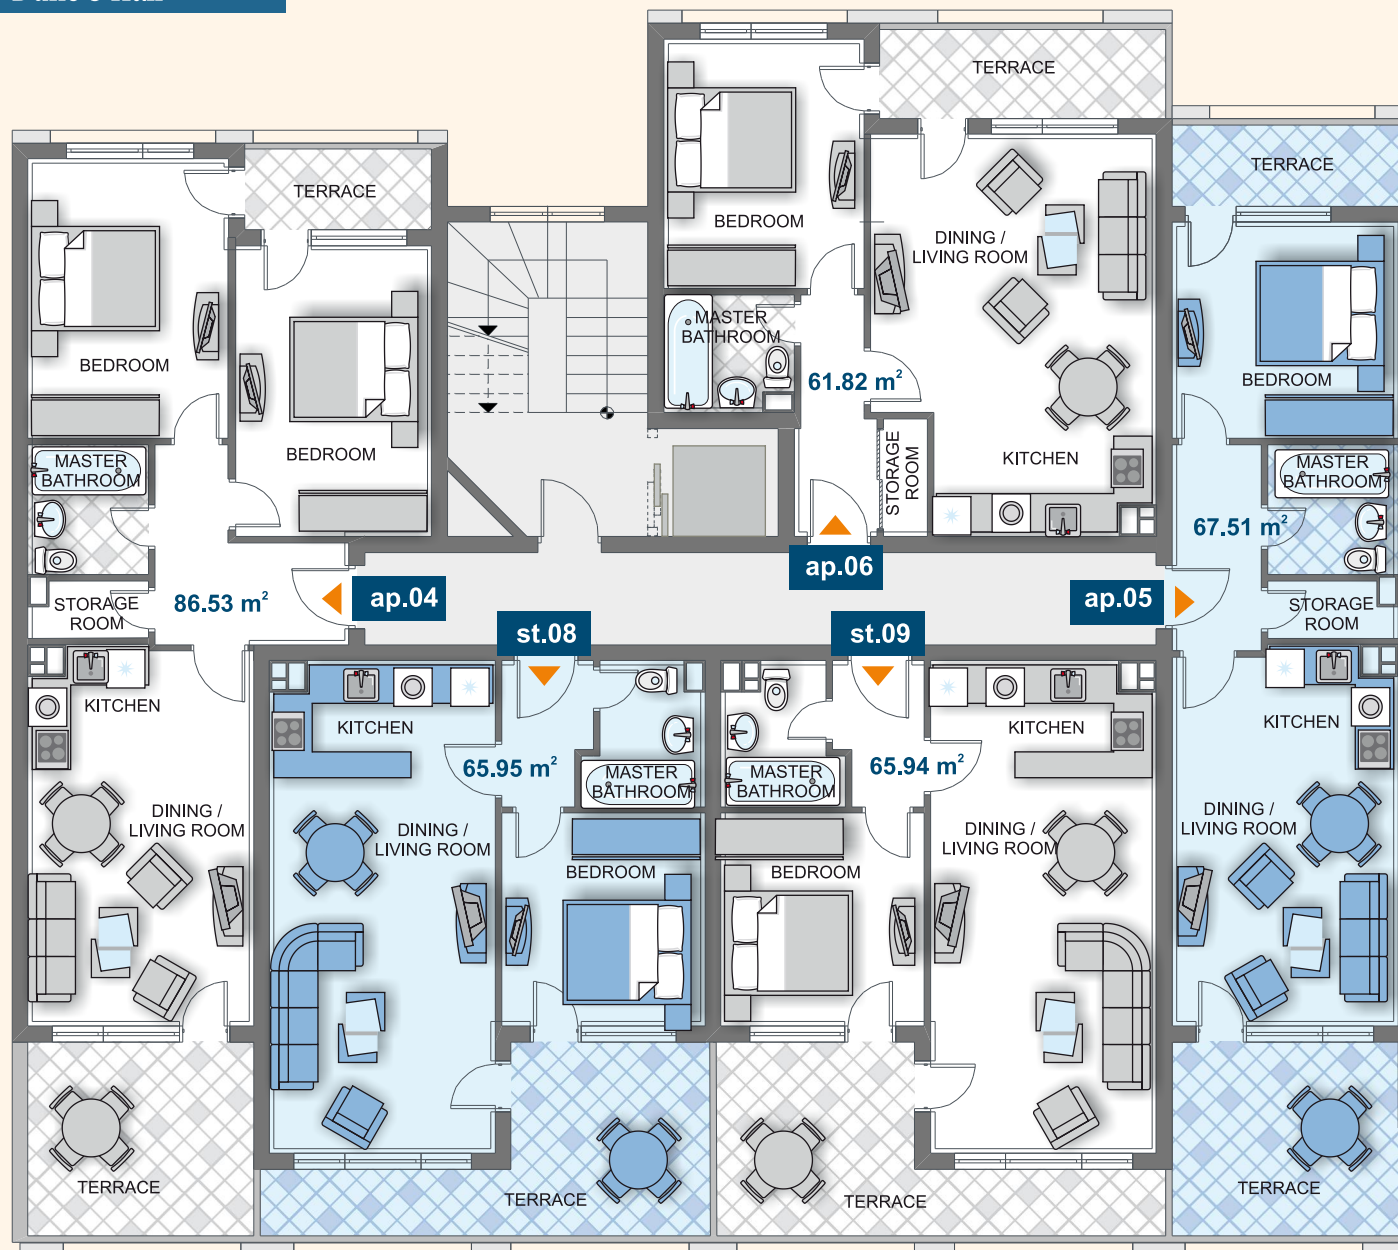 TERRACE
TERRACE
TERRACE
BEDROOM
DINING /
LIVING ROOM
MASTER
BATHROOM
BEDROOM
61.82 m²
BEDROOM
BEDROOM
KITCHEN
STORAGE
ROOM
MASTER
BATHROOM
MASTER
BATHROOM
67.51 m²
ap.06
86.53 m²
ap.04
ap.05
STORAGE
ROOM
STORAGE
ROOM
st.08
st.09
KITCHEN
KITCHEN
KITCHEN
KITCHEN
65.95 m²
65.94 m²
MASTER
BATHROOM
MASTER
BATHROOM
DINING /
LIVING ROOM
DINING /
LIVING ROOM
DINING /
LIVING ROOM
DINING /
LIVING ROOM
BEDROOM
BEDROOM
TERRACE
TERRACE
TERRACE
TERRACE